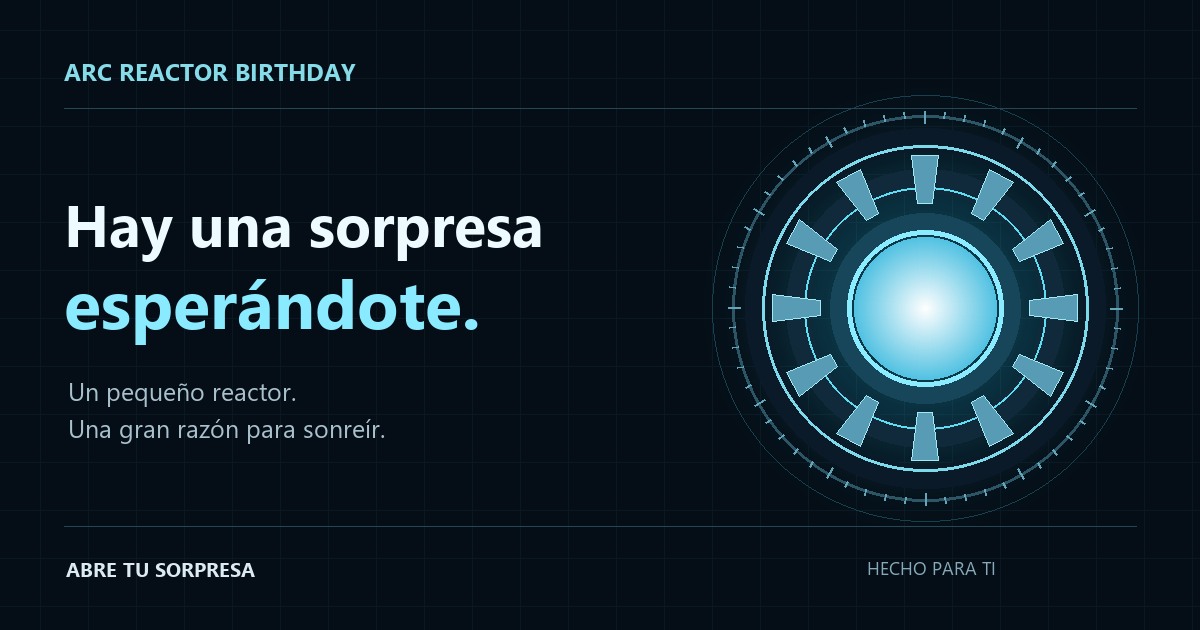 ARC REACTOR BIRTHDAY
Hay una sorpresa
esperándote.
Un pequeño reactor.
Una gran razón para sonreír.
ABRE TU SORPRESA
HECHO PARA TI